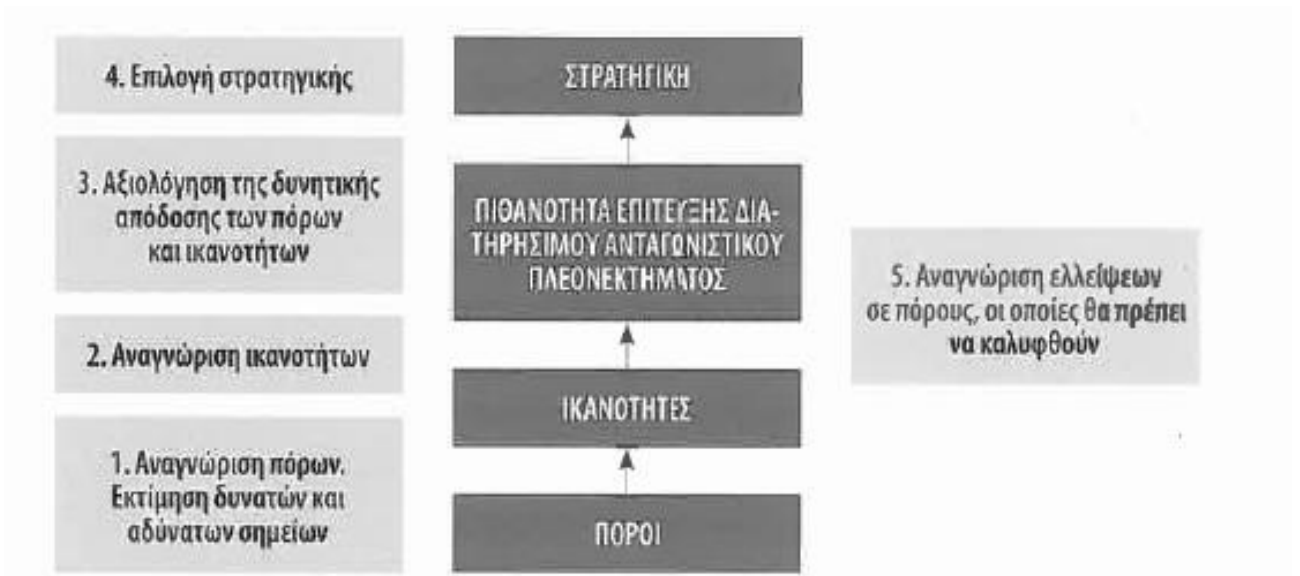 4. Επιλογή στρατηγικής
ΣΤΡΑΤΗΓΙΚΗ
3. Αξιολόγηση της δυνητικής
απόδοσης των πόρων
και ικανοτήτων
ΠΙΘΑΝΟΤΗΤΑ ΕΠΙΤΕΥΞΗΣ ΔΙΑ-
ΤΗΡΗΣΙΜΟΥ ΑΝΤΑΓΩΝΙΣΤΙΚΟΥ
ΠΛΕΟΝΕΚΤΗΜΑΤΟΣ
5. Αναγνώριση ελλείψεων
σε πόρους, οι οποίες θα πρέπει
να καλυφθούν
2. Αναγνώριση ικανοτήτων
ΙΚΑΝΟΤΗΤΕΣ
1. Αναγνώριση πόρων.
Εκτίμηση δυνατών και
αδύνατων σημείων
ΠΟΡΟΙ